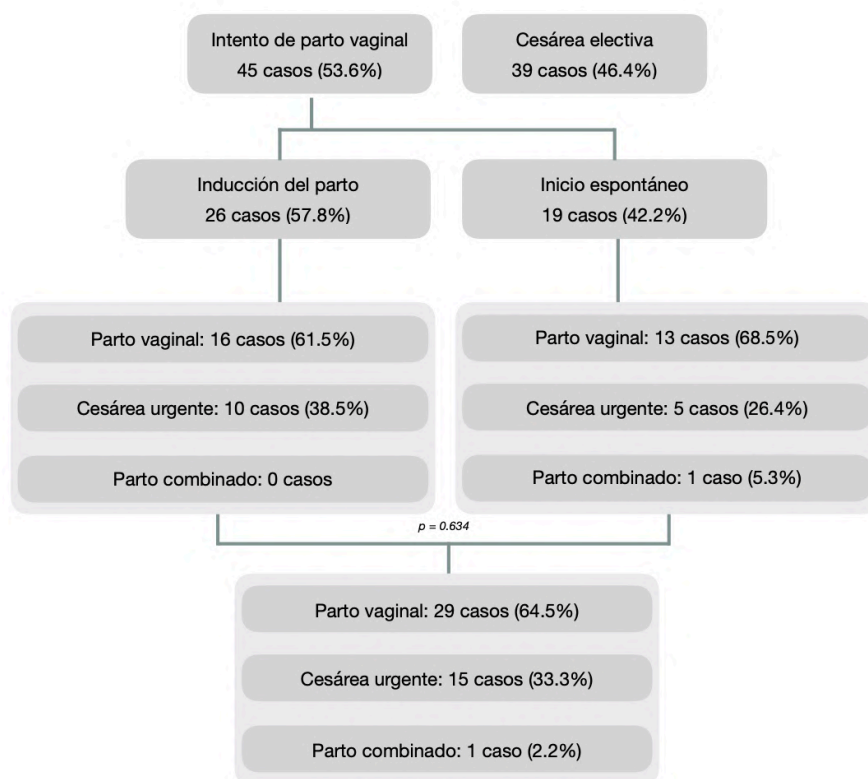 Intento de parto vaginal
45 casos (53.6%)
Cesárea electiva
39 casos (46.4%)
Inducción del parto
26 casos (57.8%)
Inicio espontáneo
19 casos (42.2%)
Parto vaginal: 16 casos (61.5%)
Cesárea urgente: 10 casos (38.5%)
Parto combinado: 0 casos
Parto vaginal: 13 casos (68.5%)
Cesárea urgente: 5 casos (26.4%)
Parto combinado: 1 caso (5.3%)
p = 0.634
Parto vaginal: 29 casos (64.5%)
Cesárea urgente: 15 casos (33.3%)
Parto combinado: 1 caso (2.2%)